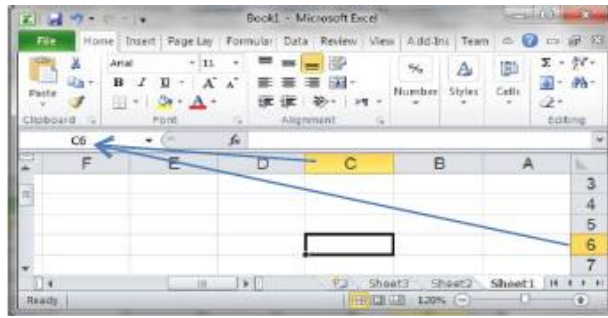 Book1 - Microsoft Excel
File Home Insert Page Lay Formular Data Review View Add-Ins Team
Arial 11
Paste B I U A A A % Number Styles Cells Σ
Clipboard Font Alignment Editing
C6 fx
F E D C B A
3
4
5
6
7
Sheet3 Sheet2 Sheet1
Ready 120%